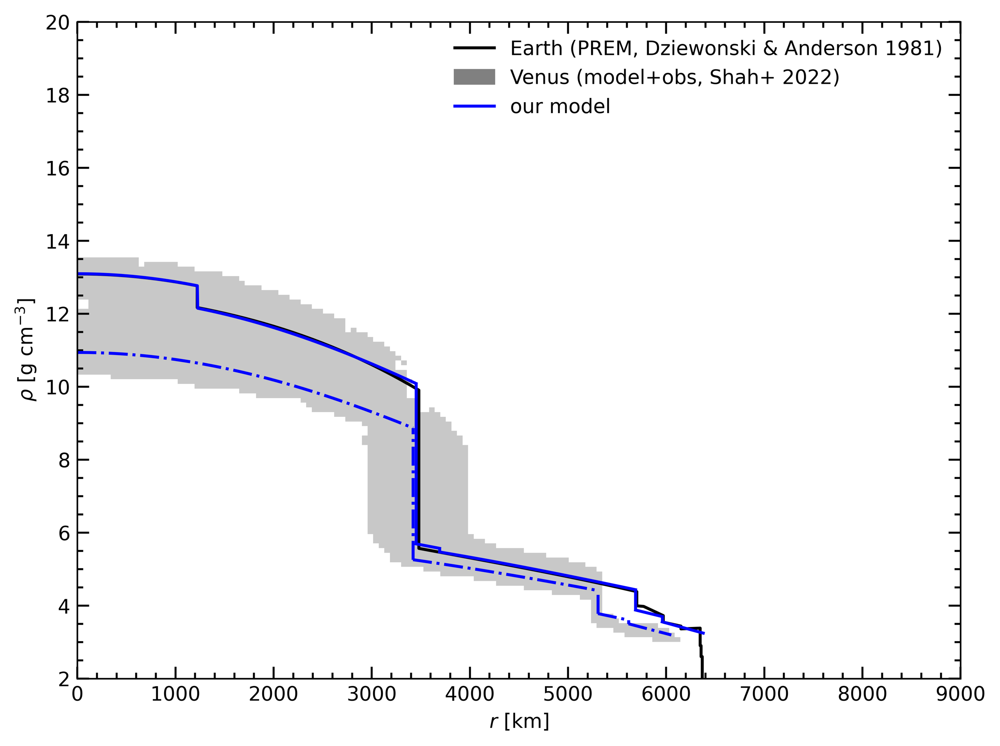 20
18
16
14
12
10
8
6
4
2
ρ [g cm⁻³]
Earth (PREM, Dziewonski & Anderson 1981)
Venus (model+obs, Shah+ 2022)
our model
0 1000 2000 3000 4000 5000 6000 7000 8000 9000
r [km]